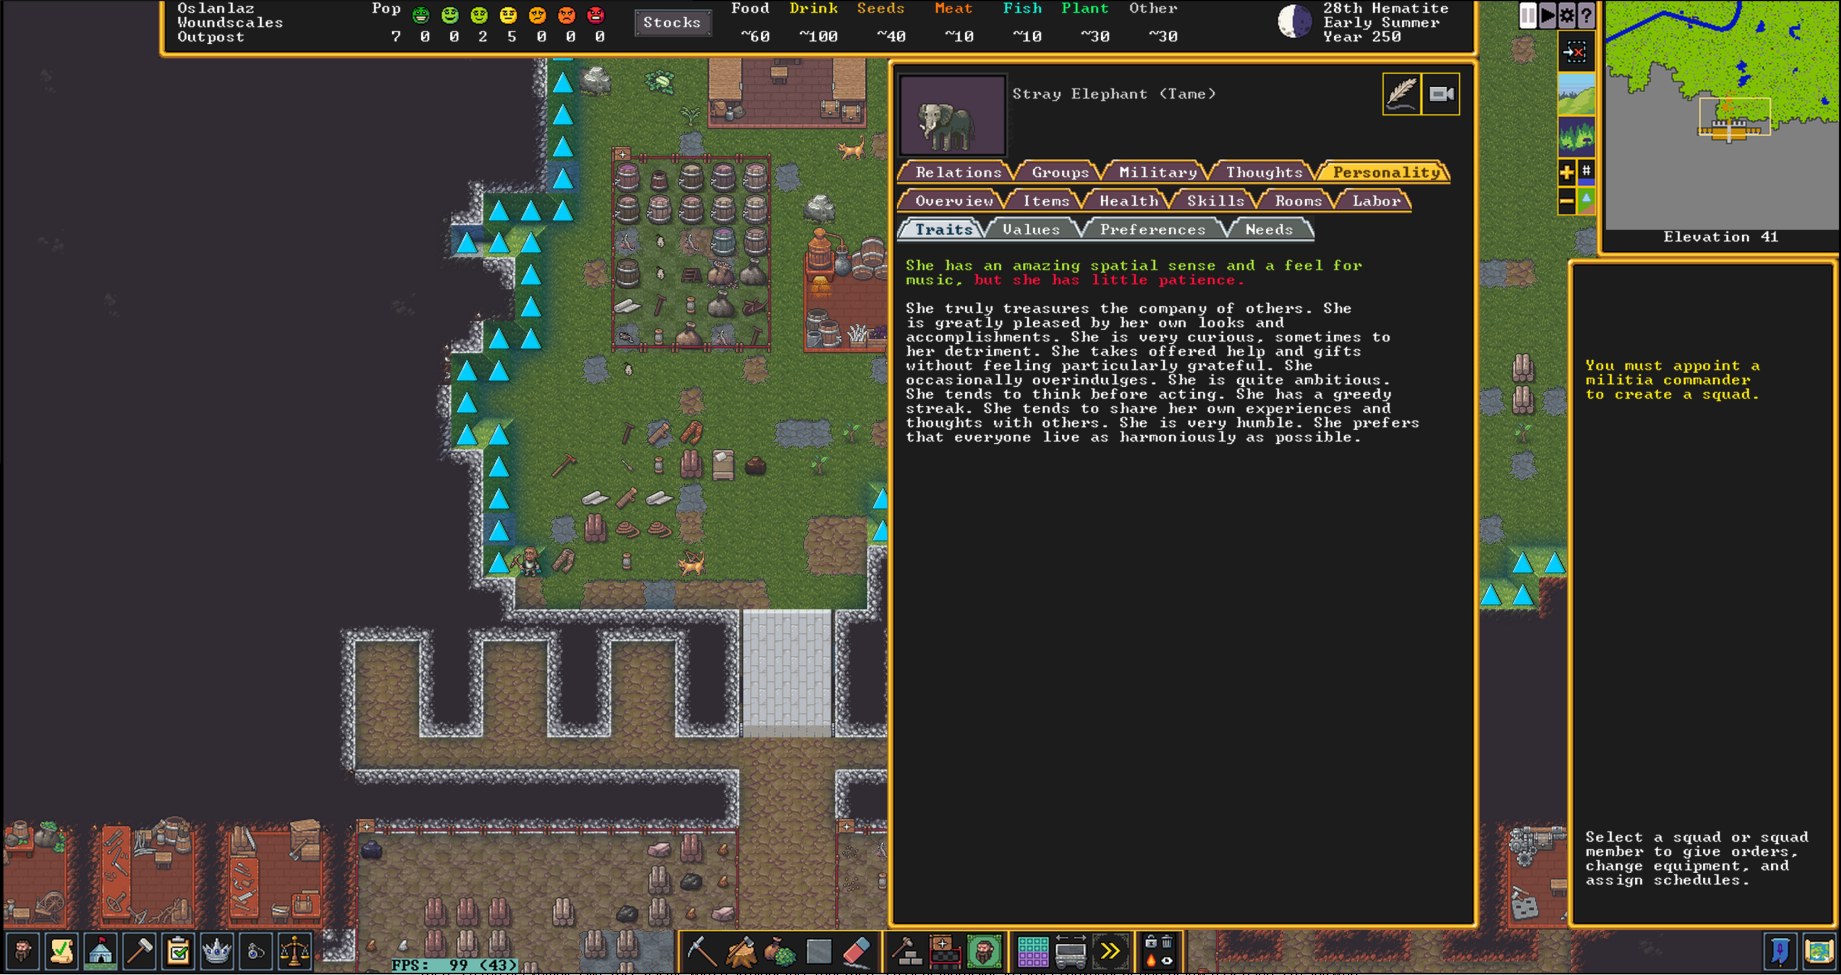 Oslanlaz
Woundscales
Outpost
Pop
7 0 0 2 5 0 0 0
Stocks
Food Drink Seeds Meat Fish Plant Other
~60 ~100 ~40 ~10 ~10 ~30 ~30
28th Hematite
Early Summer
Year 250
Elevation 41
Stray Elephant (Tame)
Relations Groups Military Thoughts Personality
Overview Items Health Skills Rooms Labor
Traits Values Preferences Needs
She has an amazing spatial sense and a feel for
music, but she has little patience.
She truly treasures the company of others. She
is greatly pleased by her own looks and
accomplishments. She is very curious, sometimes to
her detriment. She takes offered help and gifts
without feeling particularly grateful. She
occasionally overindulges. She is quite ambitious.
She tends to think before acting. She has a greedy
streak. She tends to share her own experiences and
thoughts with others. She is very humble. She prefers
that everyone live as harmoniously as possible.
You must appoint a
militia commander
to create a squad.
Select a squad or squad
member to give orders,
change equipment, and
assign schedules.
FPS: 99 (43)